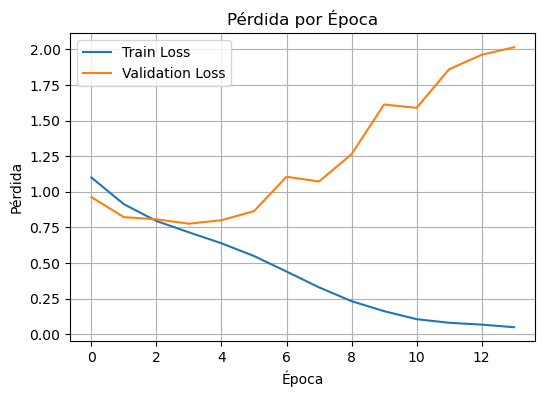 Pérdida por Época
Train Loss
Validation Loss
Pérdida
2.00
1.75
1.50
1.25
1.00
0.75
0.50
0.25
0.00
0 2 4 6 8 10 12
Época